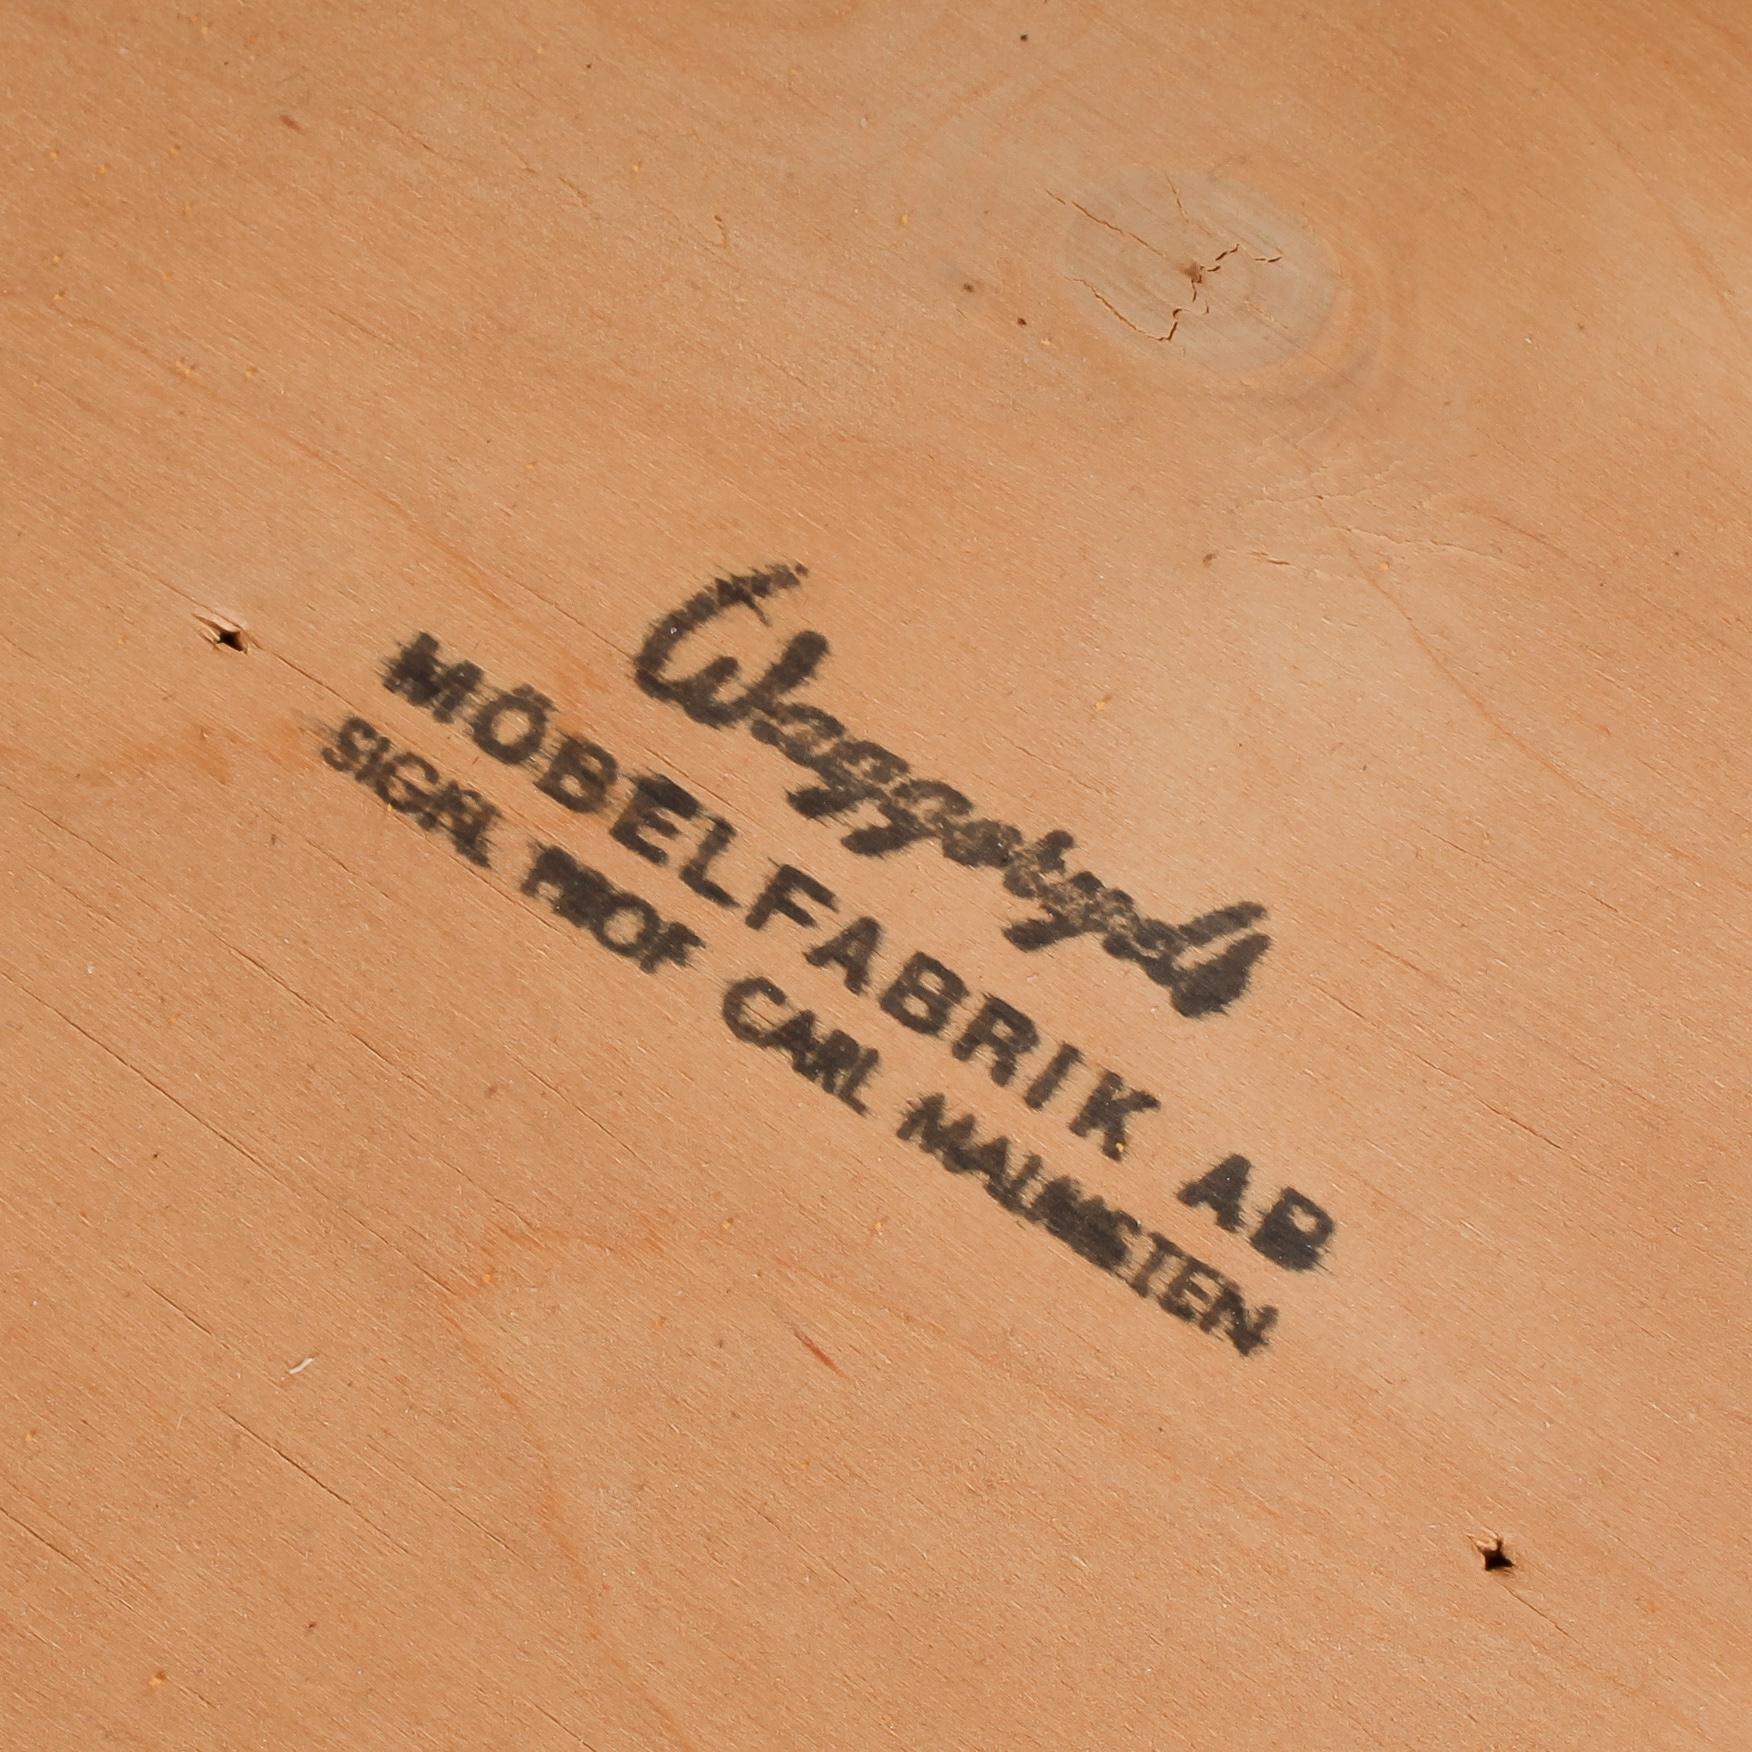 Waggeryds
MÖBELFABRIK AB
SIGN. PROF CARL MALMSTEN